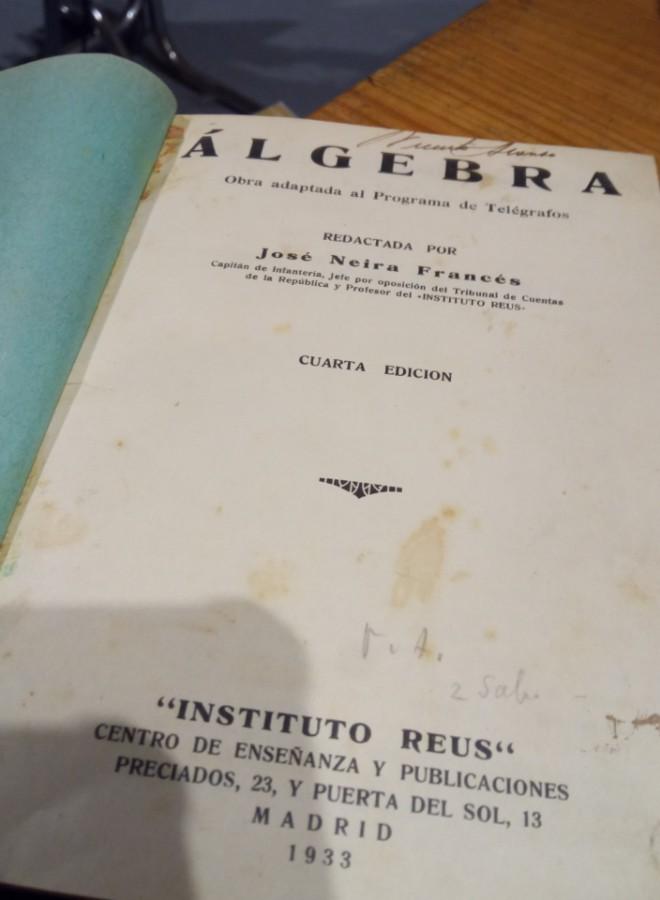 ÁLGEBRA
Obra adaptada al Programa de Telégrafos
REDACTADA POR
José Neira Francés
Capitán de Infantería, Jefe por oposición del Tribunal de Cuentas
de la República y Profesor del «INSTITUTO REUS»
CUARTA EDICION
“INSTITUTO REUS“
CENTRO DE ENSEÑANZA Y PUBLICACIONES
PRECIADOS, 23, Y PUERTA DEL SOL, 13
MADRID
1933